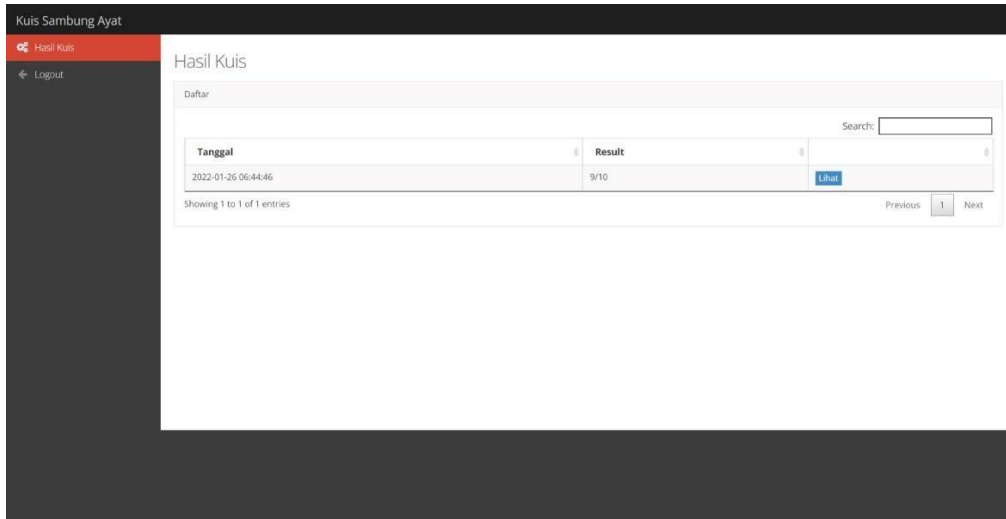 Kuis Sambung Ayat
Hasil Kuis
Logout
Hasil Kuis
Daftar
Search:
Tanggal Result
2022-01-26 06:44:46 9/10 Lihat
Showing 1 to 1 of 1 entries Previous 1 Next